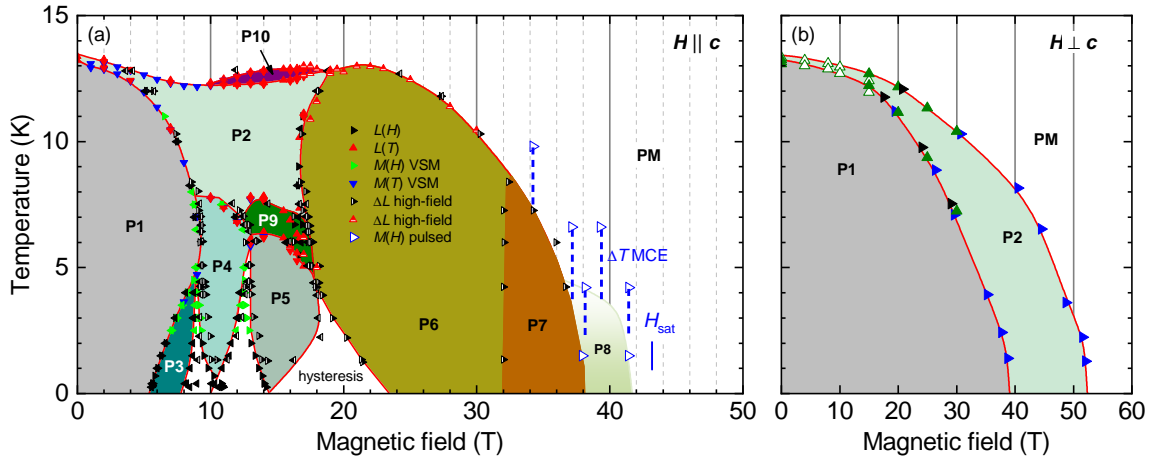 (a)
P10
H || c
P2
L(H)
L(T)
M(H) VSM
M(T) VSM
ΔL high-field
ΔL high-field
M(H) pulsed
PM
P1
P9
P4
P5
P3
P6
P7
P8
ΔT MCE
H_sat
hysteresis
15
10
5
0
Temperature (K)
0 10 20 30 40 50
Magnetic field (T)
(b)
H ⊥ c
P1
P2
PM
0 10 20 30 40 50 60
Magnetic field (T)